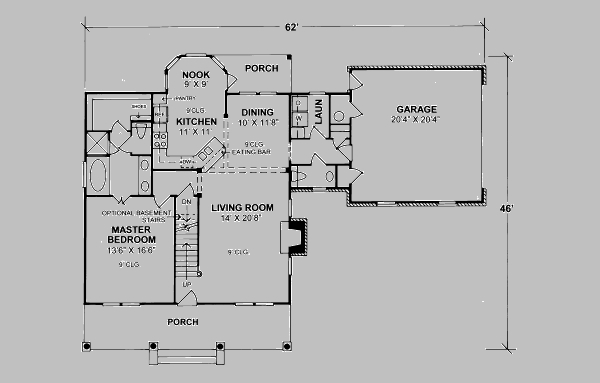 62'
NOOK
9' X 9'
PORCH
PANTRY
SHOES
REF
9'CLG
KITCHEN
11' X 11'
DW
DINING
10' X 11'8"
9'CLG
EATING BAR
D
W
LAUN
GARAGE
20'4" X 20'4"
46'
OPTIONAL BASEMENT
STAIRS
DN
MASTER
BEDROOM
13'6" X 16'6"
9' CLG
UP
LIVING ROOM
14' X 20'8"
9'CLG
PORCH